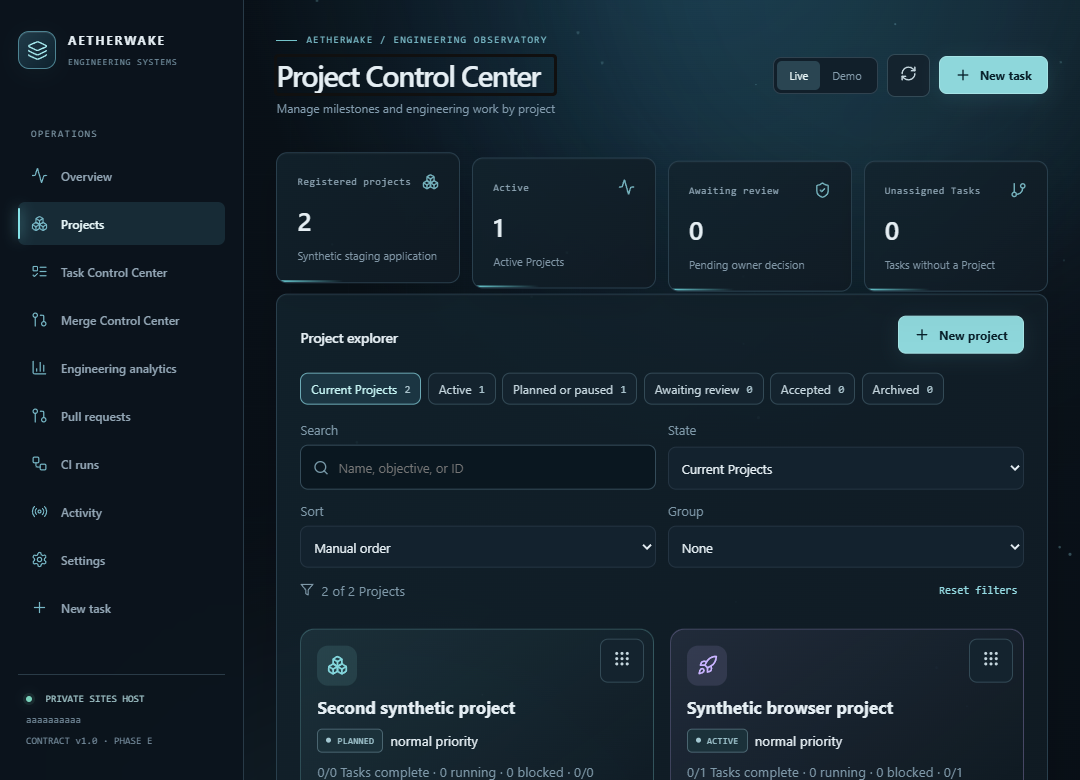 AETHERWAKE
ENGINEERING SYSTEMS
OPERATIONS
Overview
Projects
Task Control Center
Merge Control Center
Engineering analytics
Pull requests
CI runs
Activity
Settings
New task
PRIVATE SITES HOST
aaaaaaaaaa
CONTRACT v1.0 · PHASE E
AETHERWAKE / ENGINEERING OBSERVATORY
Project Control Center
Manage milestones and engineering work by project
Live Demo
New task
Registered projects
2
Synthetic staging application
Active
1
Active Projects
Awaiting review
0
Pending owner decision
Unassigned Tasks
0
Tasks without a Project
Project explorer
New project
Current Projects 2 Active 1 Planned or paused 1 Awaiting review 0 Accepted 0 Archived 0
Search
Name, objective, or ID
State
Current Projects
Sort
Manual order
Group
None
2 of 2 Projects
Reset filters
Second synthetic project
PLANNED normal priority
0/0 Tasks complete · 0 running · 0 blocked · 0/0
Synthetic browser project
ACTIVE normal priority
0/1 Tasks complete · 0 running · 0 blocked · 0/1